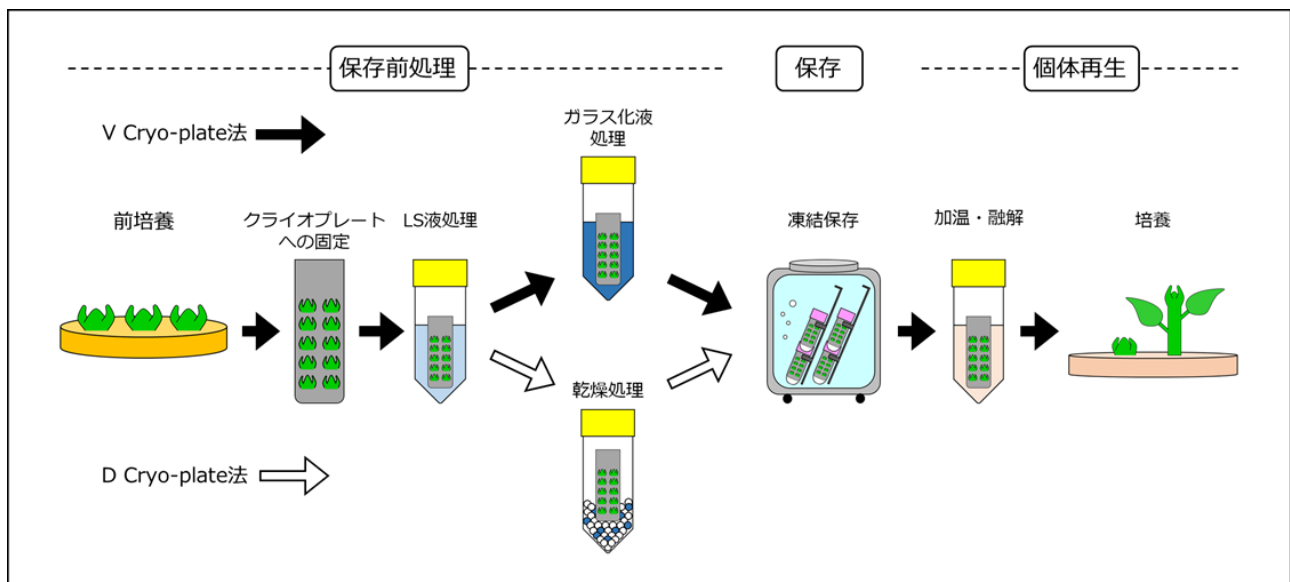 保存前処理
保存
個体再生
V Cryo-plate法
ガラス化液
処理
前培養
クライオプレート
への固定
LS液処理
凍結保存
加温・融解
培養
乾燥処理
D Cryo-plate法